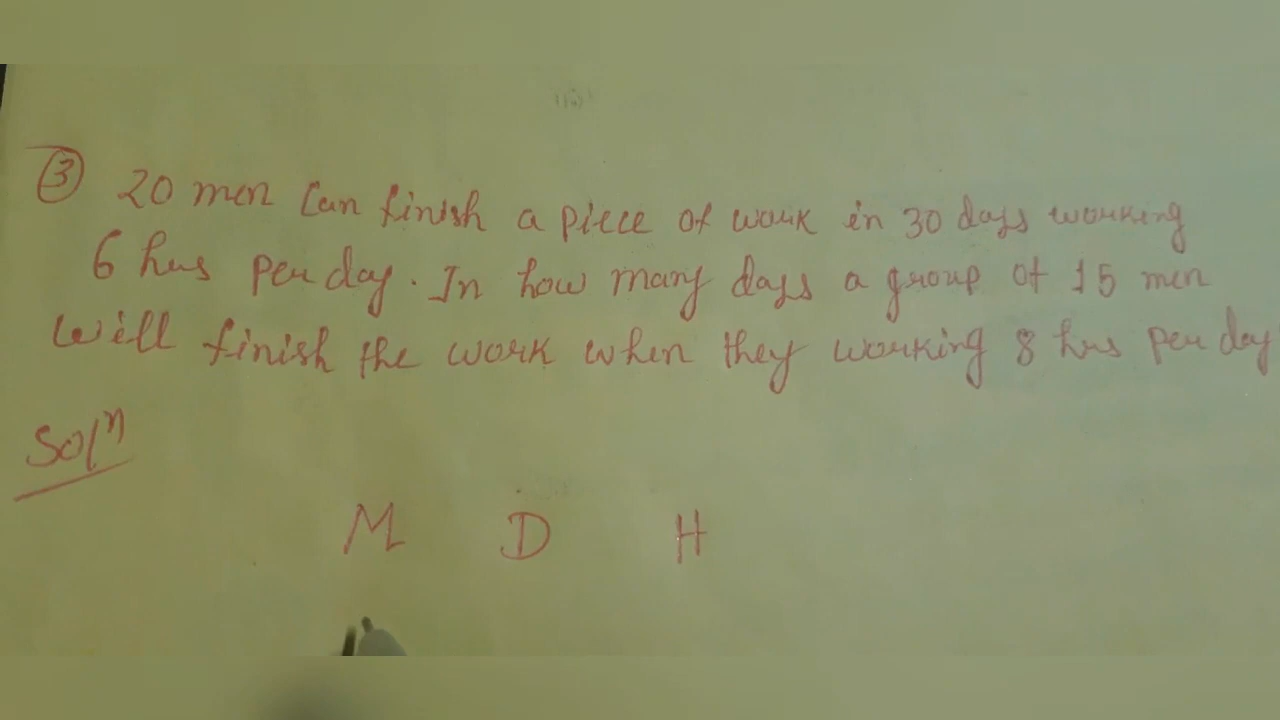 ③ 20 men can finish a piece of work in 30 days working
6 hrs per day. In how many days a group of 15 men
will finish the work when they working 8 hrs per day
Solⁿ
M D H